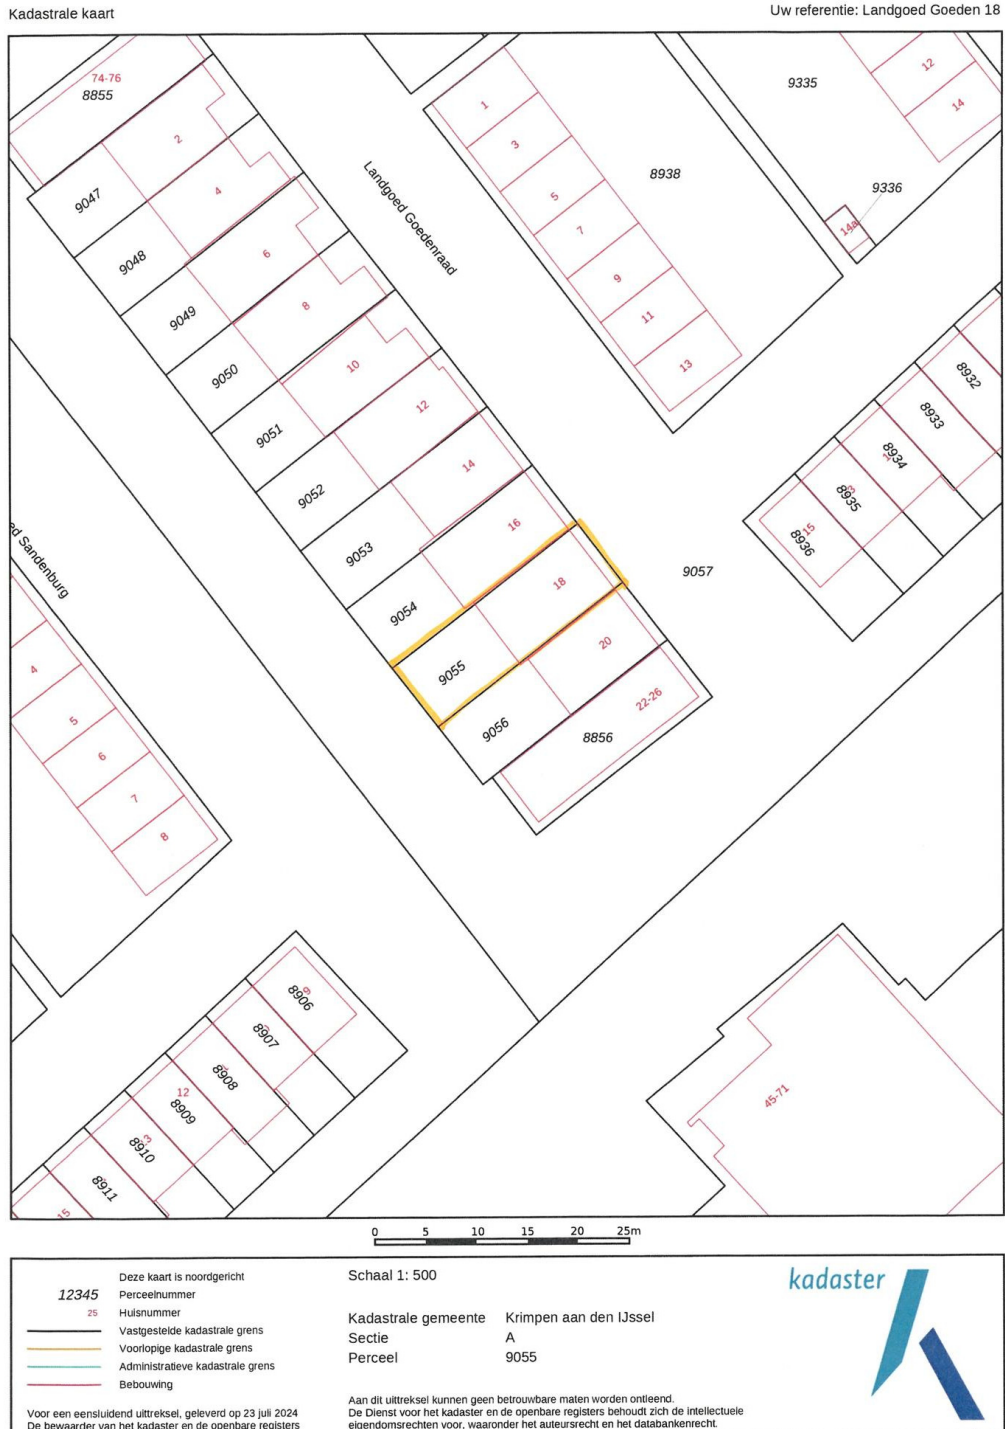 Kadastrale kaart
Uw referentie: Landgoed Goeden 18
74-76
8855
2
9047
4
9048
6
9049
8
9050
10
9051
12
9052
14
9053
16
9054
18
9055
20
9056
22-26
8856
Landgoed Goedenraad
1
3
5
7
9
11
13
8938
9335
12
14
9336
14a
8932
8933
8934
8935
8936
15
9057
ed Sandenburg
4
5
6
7
8
8906
9
8907
8908
8909
12
8910
8911
15
45-71
0 5 10 15 20 25m
Deze kaart is noordgericht
12345 Perceelnummer
25 Huisnummer
Vastgestelde kadastrale grens
Voorlopige kadastrale grens
Administratieve kadastrale grens
Bebouwing
Voor een eensluidend uittreksel, geleverd op 23 juli 2024
De bewaarder van het kadaster en de openbare registers
Schaal 1: 500
Kadastrale gemeente Krimpen aan den IJssel
Sectie A
Perceel 9055
Aan dit uittreksel kunnen geen betrouwbare maten worden ontleend.
De Dienst voor het kadaster en de openbare registers behoudt zich de intellectuele
eigendomsrechten voor, waaronder het auteursrecht en het databankenrecht.
kadaster